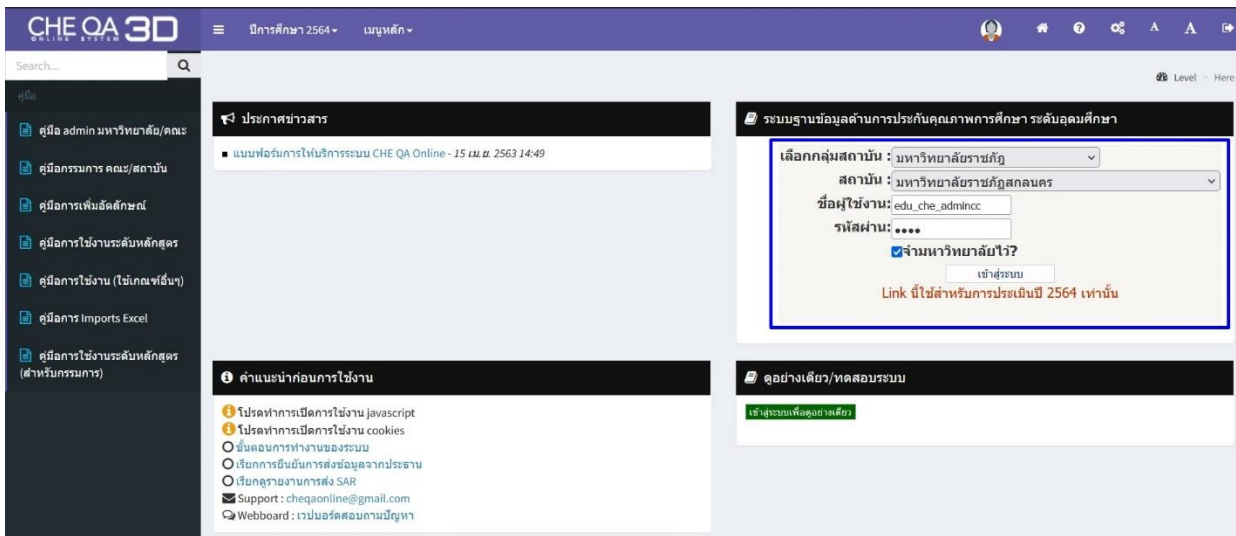 CHE QA 3D
ONLINE SYSTEM
ปีการศึกษา 2564
เมนูหลัก
A A
Search...
Level > Here
คู่มือ
คู่มือ admin มหาวิทยาลัย/คณะ
คู่มือกรรมการ คณะ/สถาบัน
คู่มือการเพิ่มอัตลักษณ์
คู่มือการใช้งานระดับหลักสูตร
คู่มือการใช้งาน (ใช้เกณฑ์อื่นๆ)
คู่มือการ Imports Excel
คู่มือการใช้งานระดับหลักสูตร
(สำหรับกรรมการ)
ประกาศข่าวสาร
แบบฟอร์มการให้บริการระบบ CHE QA Online - 15 เม.ย. 2563 14:49
ระบบฐานข้อมูลด้านการประกันคุณภาพการศึกษา ระดับอุดมศึกษา
เลือกกลุ่มสถาบัน : มหาวิทยาลัยราชภัฏ
สถาบัน : มหาวิทยาลัยราชภัฏสกลนคร
ชื่อผู้ใช้งาน: edu_che_admincc
รหัสผ่าน: ••••
จำมหาวิทยาลัยไว้?
เข้าสู่ระบบ
Link นี้ใช้สำหรับการประเมินปี 2564 เท่านั้น
คำแนะนำก่อนการใช้งาน
โปรดทำการเปิดการใช้งาน javascript
โปรดทำการเปิดการใช้งาน cookies
ขั้นตอนการทำงานของระบบ
เรียกการยืนยันการส่งข้อมูลจากประธาน
เรียกดูรายงานการส่ง SAR
Support : cheqaonline@gmail.com
Webboard : เวปบอร์ดสอบถามปัญหา
ดูอย่างเดียว/ทดสอบระบบ
เข้าสู่ระบบเพื่อดูอย่างเดียว